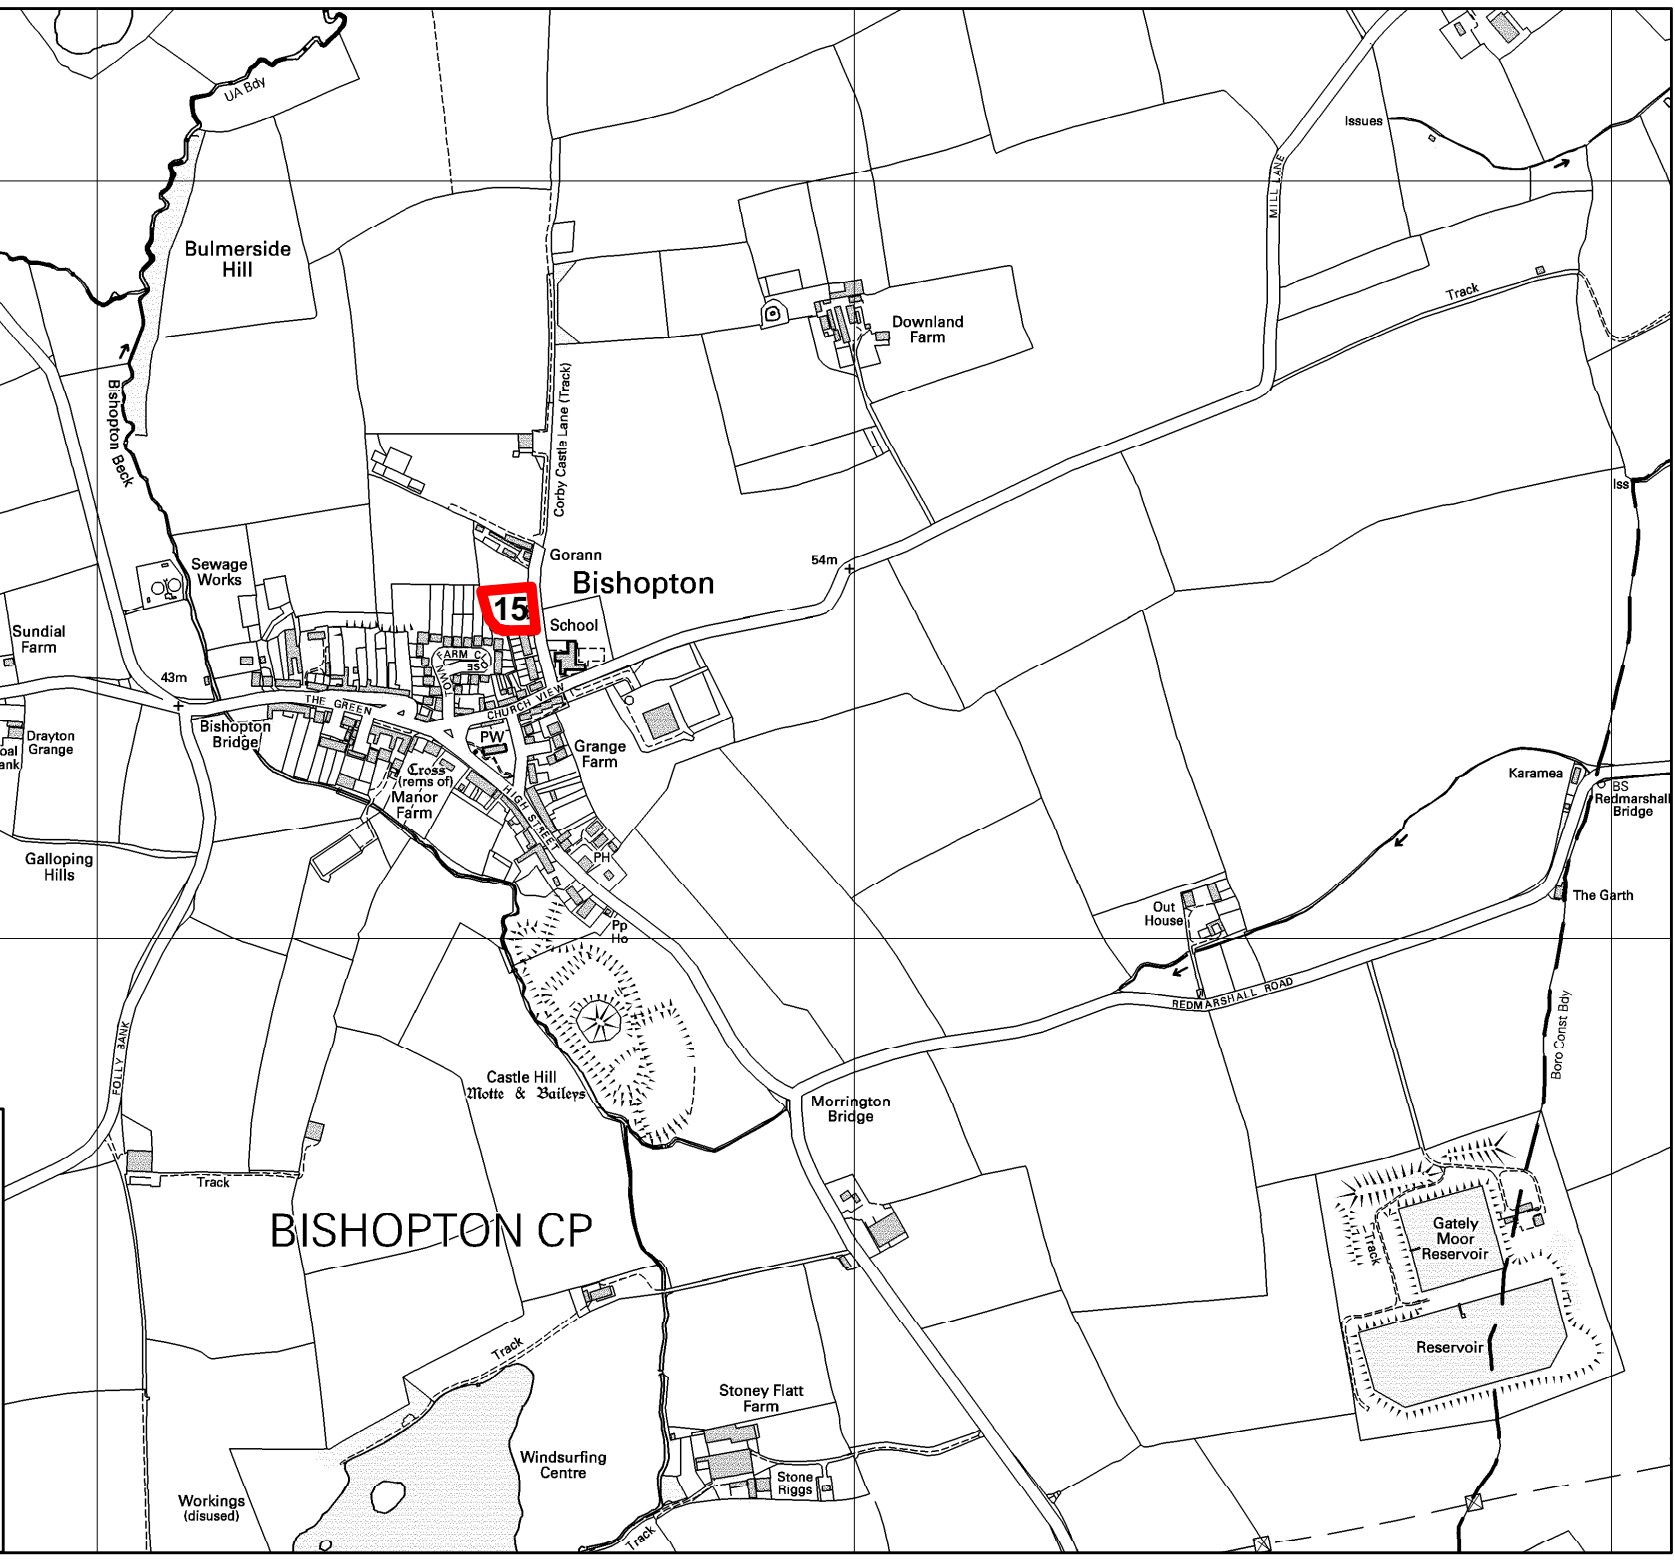 UA Bdy
Issues
MILL LANE
Bulmerside
Hill
Track
Downland
Farm
Bishopton Beck
Corby Castle Lane (Track)
Iss
Gorann
54m
Sewage
Works
Bishopton
15
School
Sundial
Farm
FARM CLOSE
TOWN
43m
THE GREEN
CHURCH VIEW
Bishopton
Bridge
Drayton
Grange
PW
Grange
Farm
Cross
(rems of)
Manor
Farm
HIGH STREET
Karamea
BS
Redmarshall
Bridge
Galloping
Hills
PH
The Garth
Out
House
Pp
Ho
REDMARSHALL ROAD
FOLLY BANK
Boro Const Bdy
Castle Hill
Motte & Baileys
Morrington
Bridge
Track
BISHOPTON CP
Gately
Moor
Reservoir
Track
Track
Reservoir
Stoney Flatt
Farm
Windsurfing
Centre
Stone
Riggs
Workings
(disused)
Track